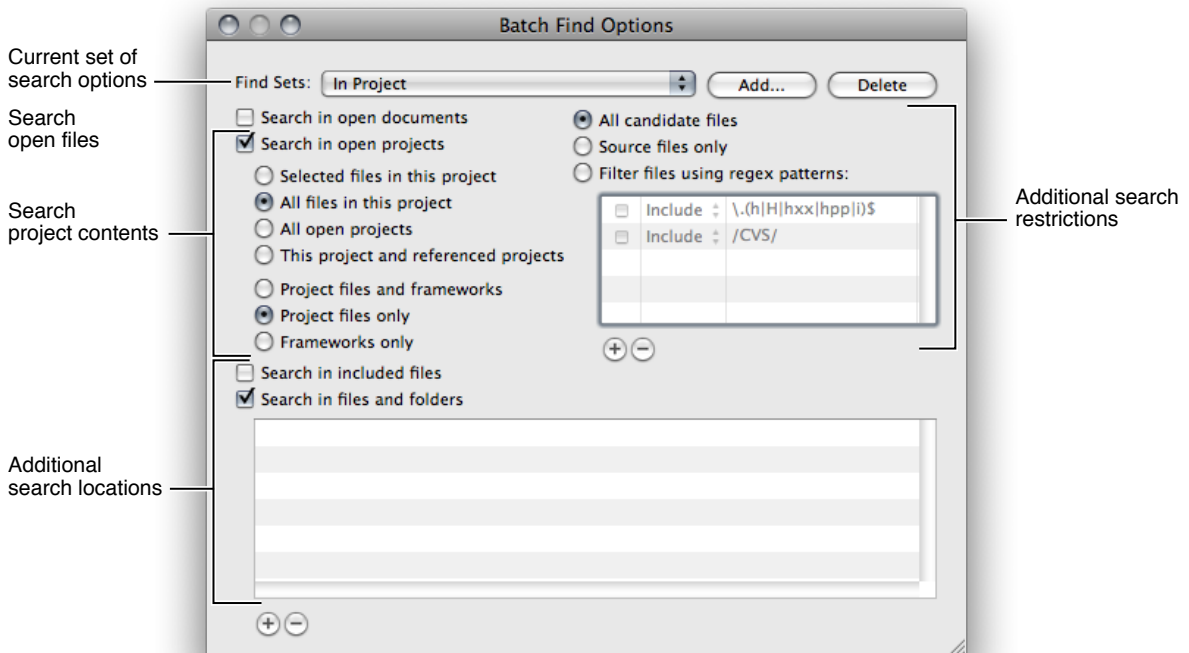 Batch Find Options
Current set of
search options
Find Sets:
In Project
Add...
Delete
Search
open files
Search in open documents
Search in open projects
Search
project contents
Selected files in this project
All files in this project
All open projects
This project and referenced projects
Project files and frameworks
Project files only
Frameworks only
All candidate files
Source files only
Filter files using regex patterns:
Include \.(h|H|hxx|hpp|i)$
Include /CVS/
Additional search
restrictions
Search in included files
Search in files and folders
Additional
search locations